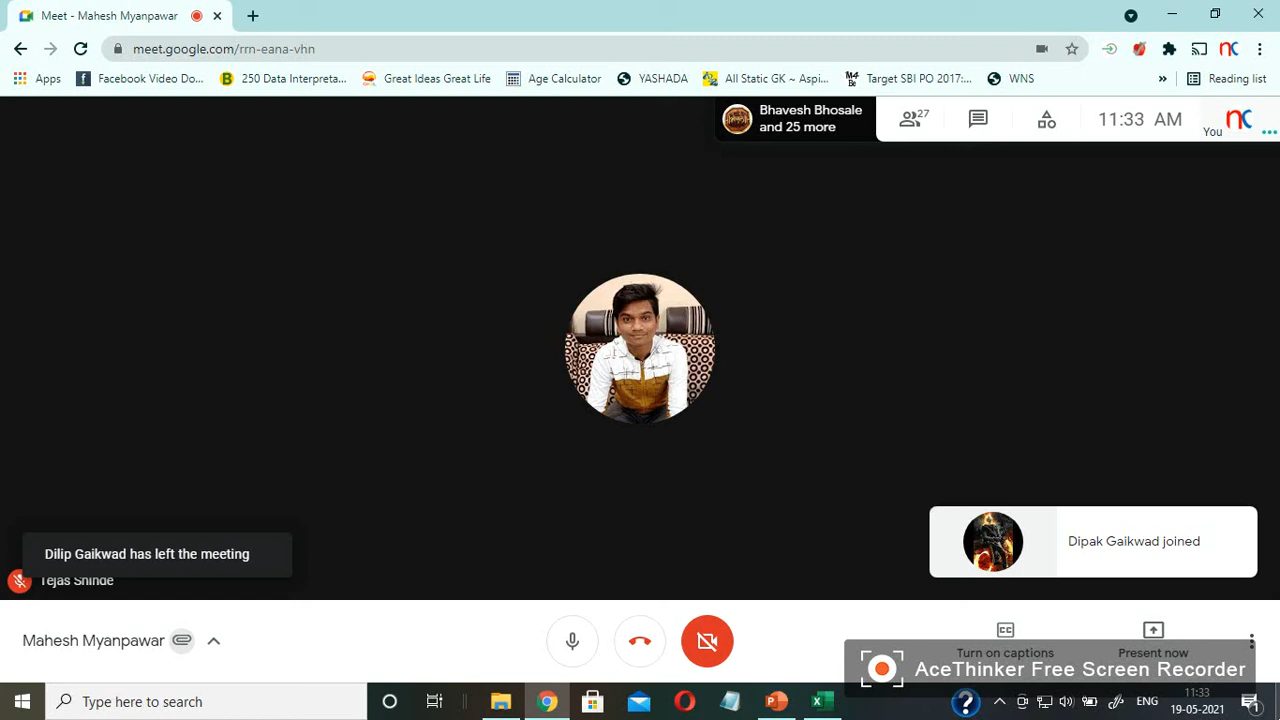 Meet - Mahesh Myanpawar
meet.google.com/rrn-eana-vhn
Apps
Facebook Video Do...
250 Data Interpreta...
Great Ideas Great Life
Age Calculator
YASHADA
All Static GK ~ Aspi...
Target SBI PO 2017:...
WNS
»
Reading list
Bhavesh Bhosale
and 25 more
27
11:33 AM
You
nc
Dipak Gaikwad joined
Dilip Gaikwad has left the meeting
Tejas Shinde
Mahesh Myanpawar
CC
Turn on captions
Present now
AceThinker Free Screen Recorder
Type here to search
ENG
11:33
19-05-2021
1